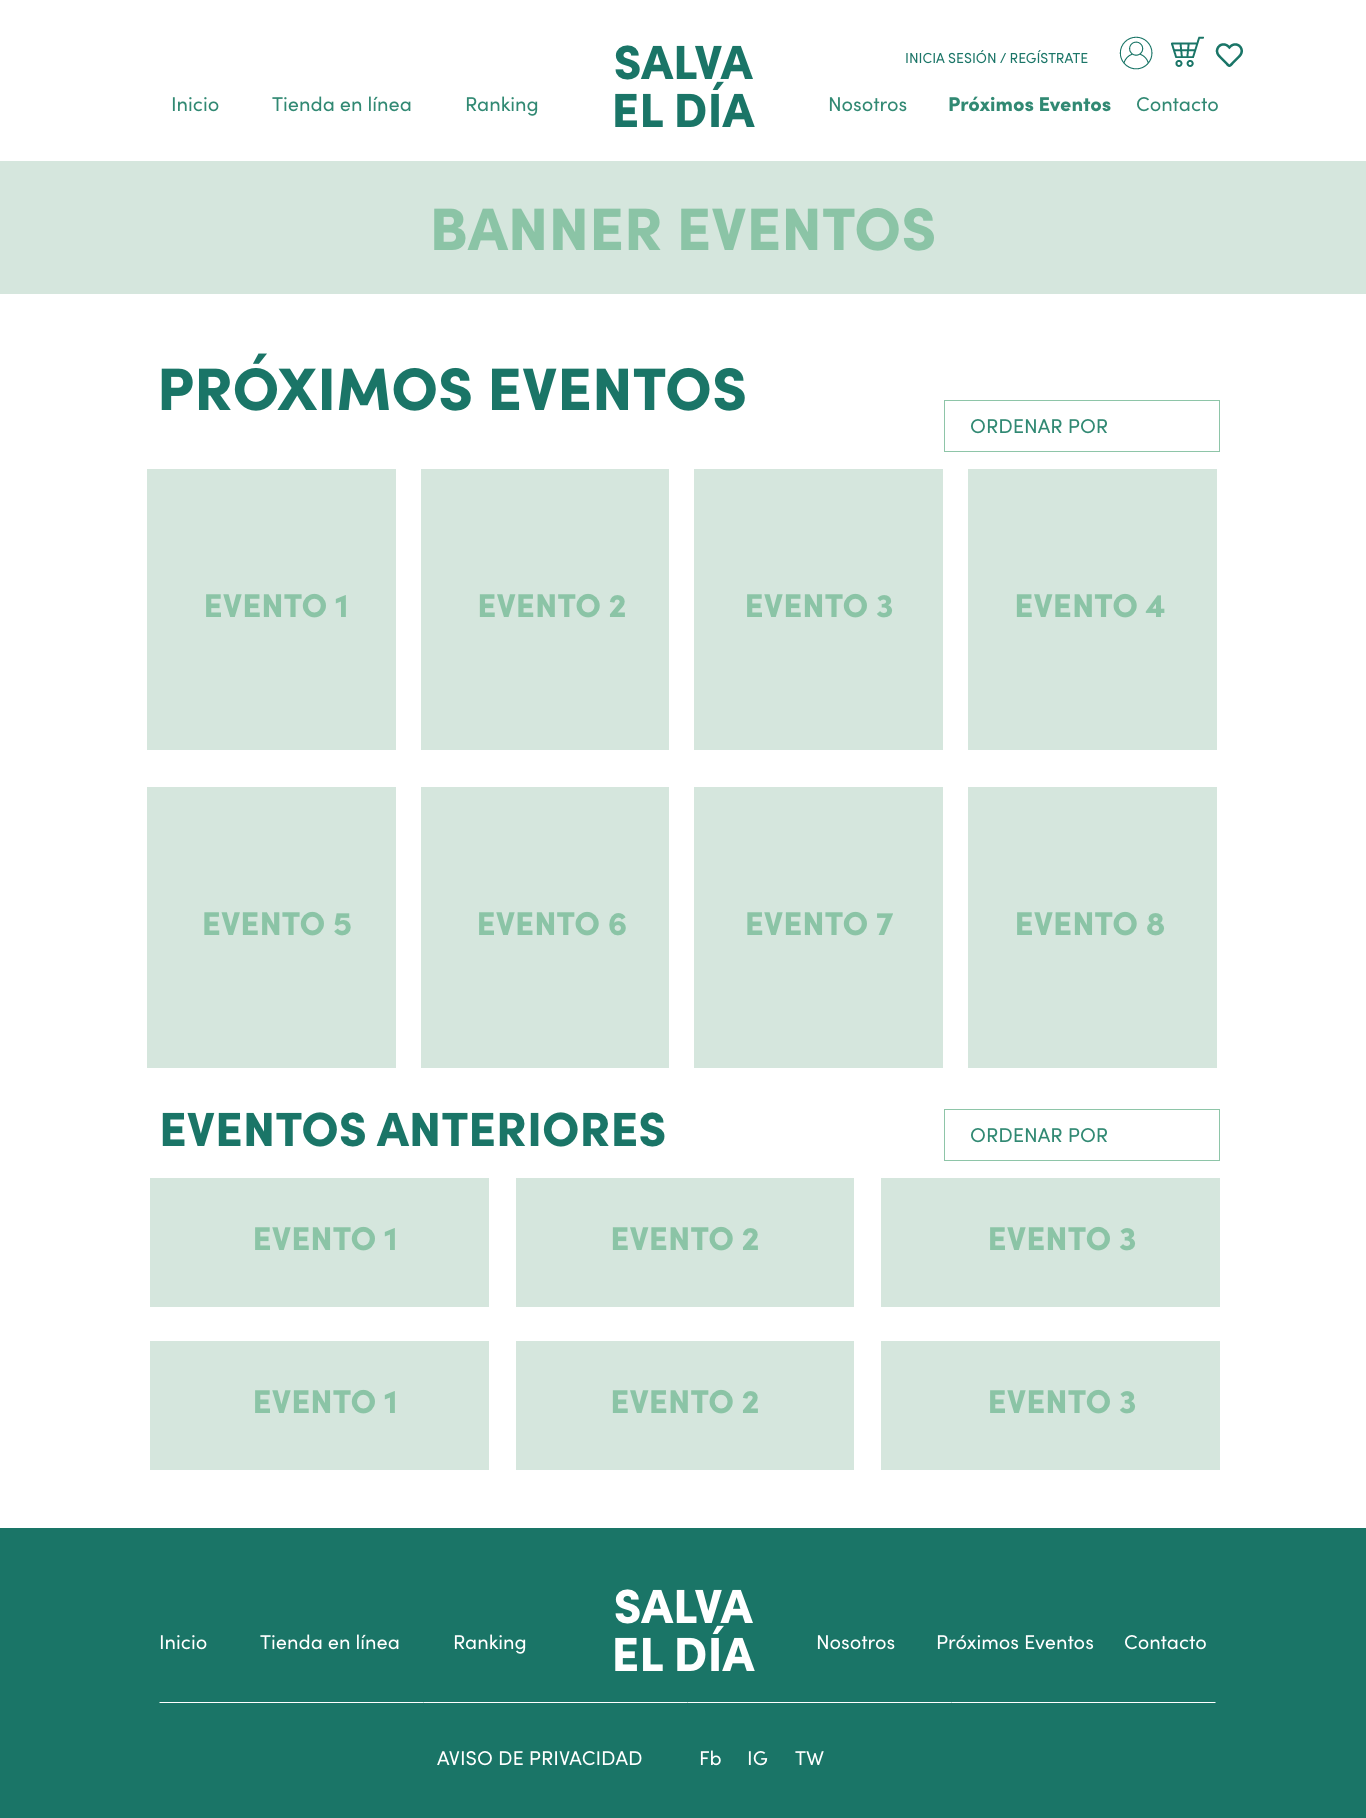 INICIA SESIÓN / REGÍSTRATE
Inicio
Tienda en línea
Ranking
SALVA
EL DÍA
Nosotros
Próximos Eventos
Contacto
BANNER EVENTOS
PRÓXIMOS EVENTOS
ORDENAR POR
EVENTO 1
EVENTO 2
EVENTO 3
EVENTO 4
EVENTO 5
EVENTO 6
EVENTO 7
EVENTO 8
EVENTOS ANTERIORES
ORDENAR POR
EVENTO 1
EVENTO 2
EVENTO 3
EVENTO 1
EVENTO 2
EVENTO 3
Inicio
Tienda en línea
Ranking
SALVA
EL DÍA
Nosotros
Próximos Eventos
Contacto
AVISO DE PRIVACIDAD
Fb
IG
TW